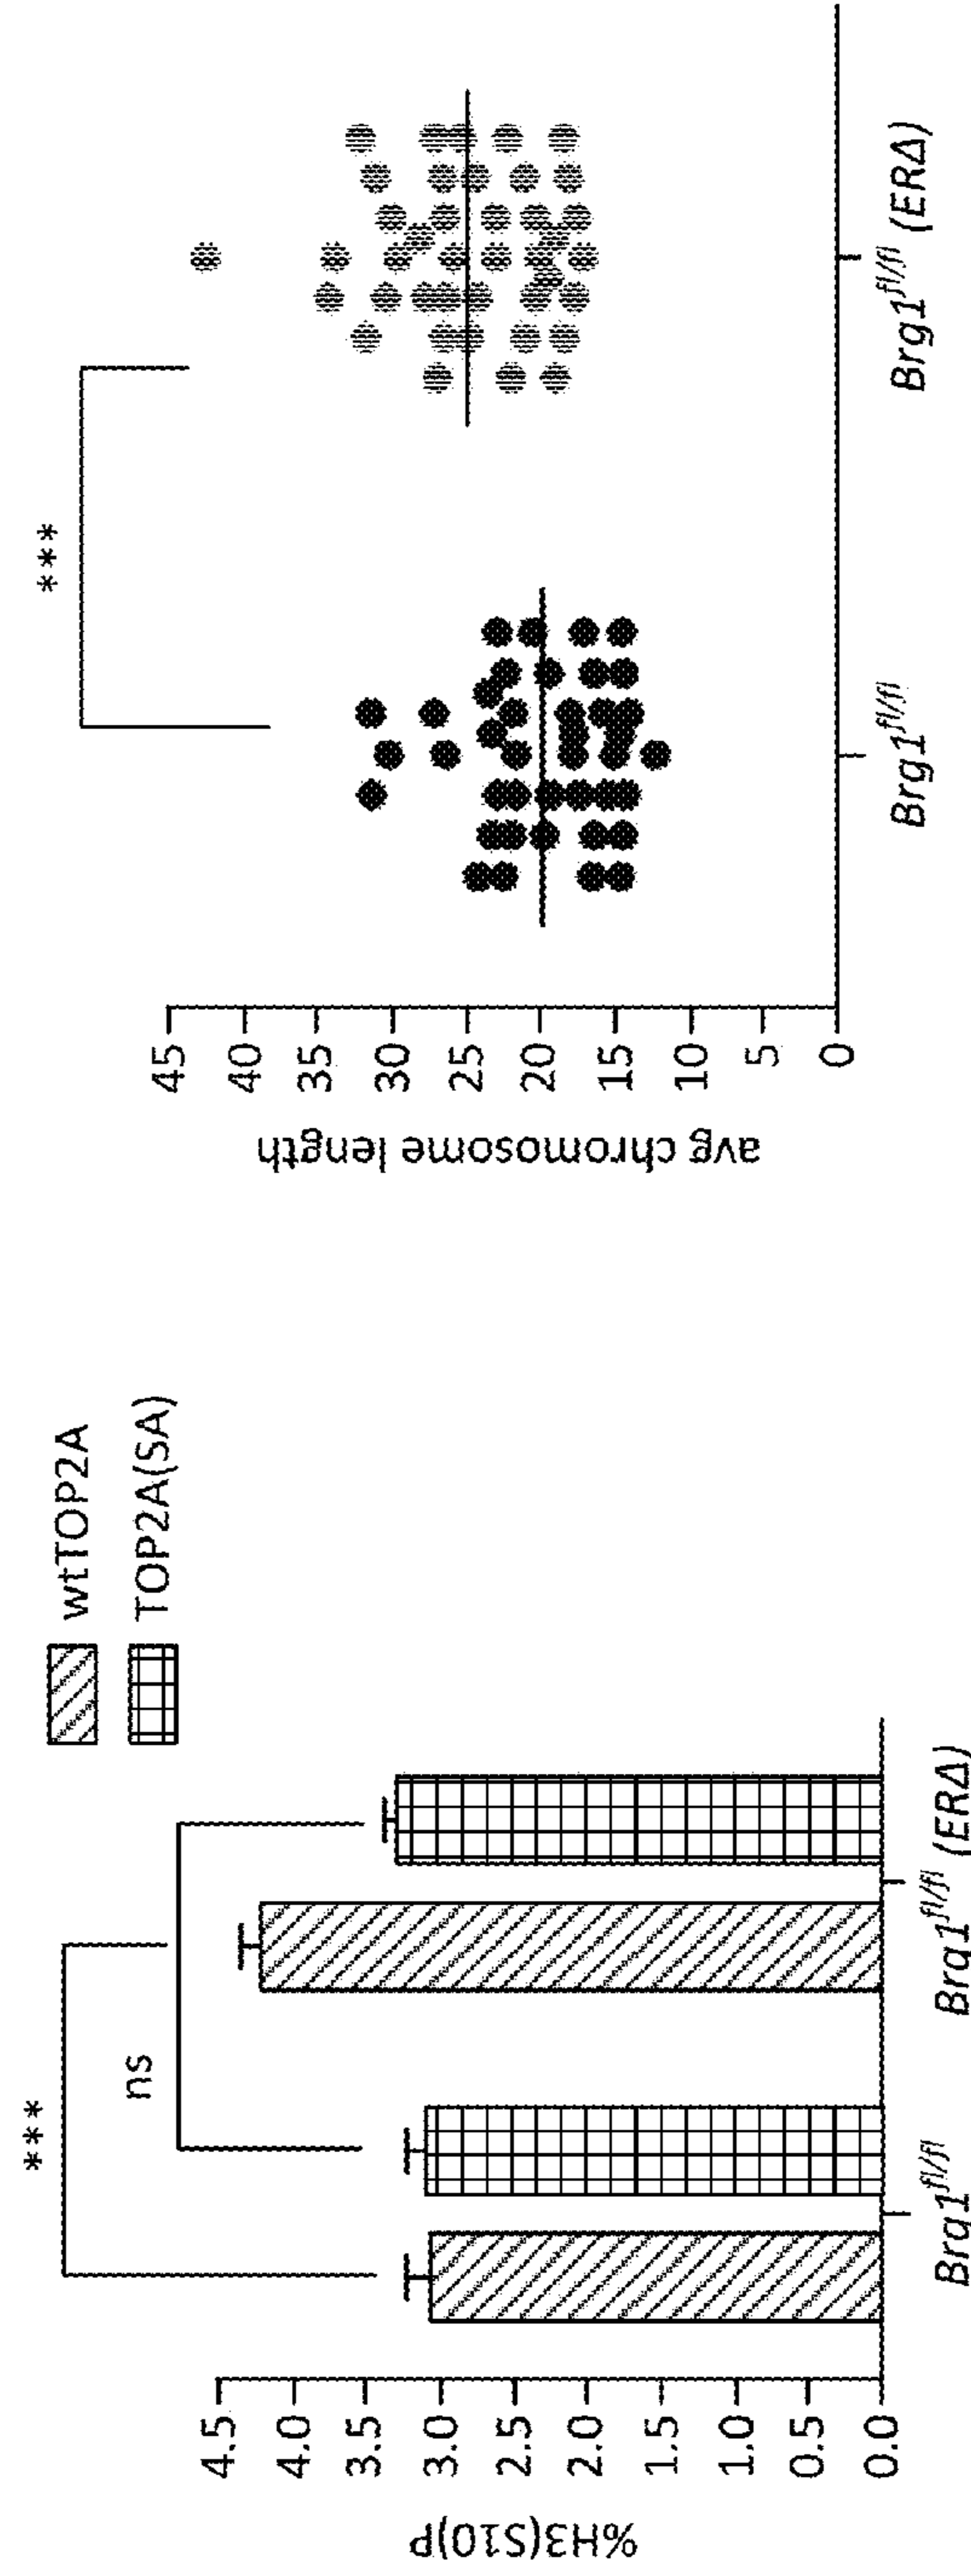 %H3(S10)P
4.5
4.0
3.5
3.0
2.5
2.0
1.5
1.0
0.5
0.0
***
ns
wtTOP2A
TOP2A(SA)
Brg1fl/fl
Brg1fl/fl (ERΔ)
avg chromosome length
45
40
35
30
25
20
15
10
5
0
***
Brg1fl/fl
Brg1fl/fl (ERΔ)